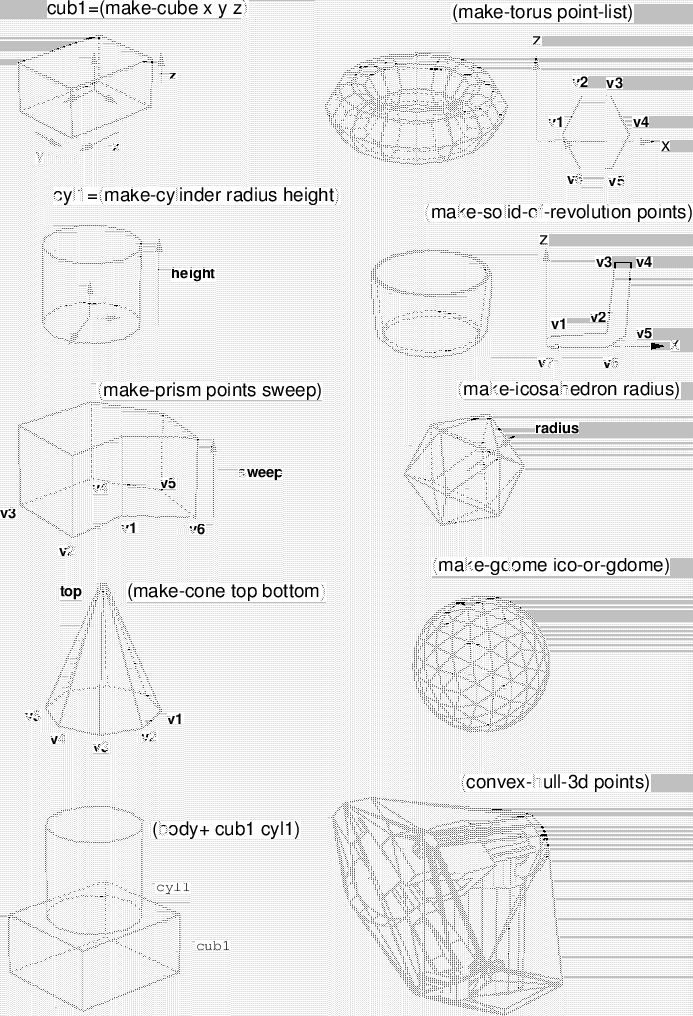 cub1=(make-cube x y z)
z
y
x
(make-torus point-list)
z
v2 v3
v1 v4
x
v6 v5
cyl1=(make-cylinder radius height)
height
(make-solid-of-revolution points)
z
v3 v4
v1 v2
v5
x
v7 v6
(make-prism points sweep)
sweep
v4 v5
v3
v1 v6
v2
(make-icosahedron radius)
radius
(make-cone top bottom)
top
v5 v1
v4 v3 v2
(make-gdome ico-or-gdome)
(body+ cub1 cyl1)
cyl1
cub1
(convex-hull-3d points)